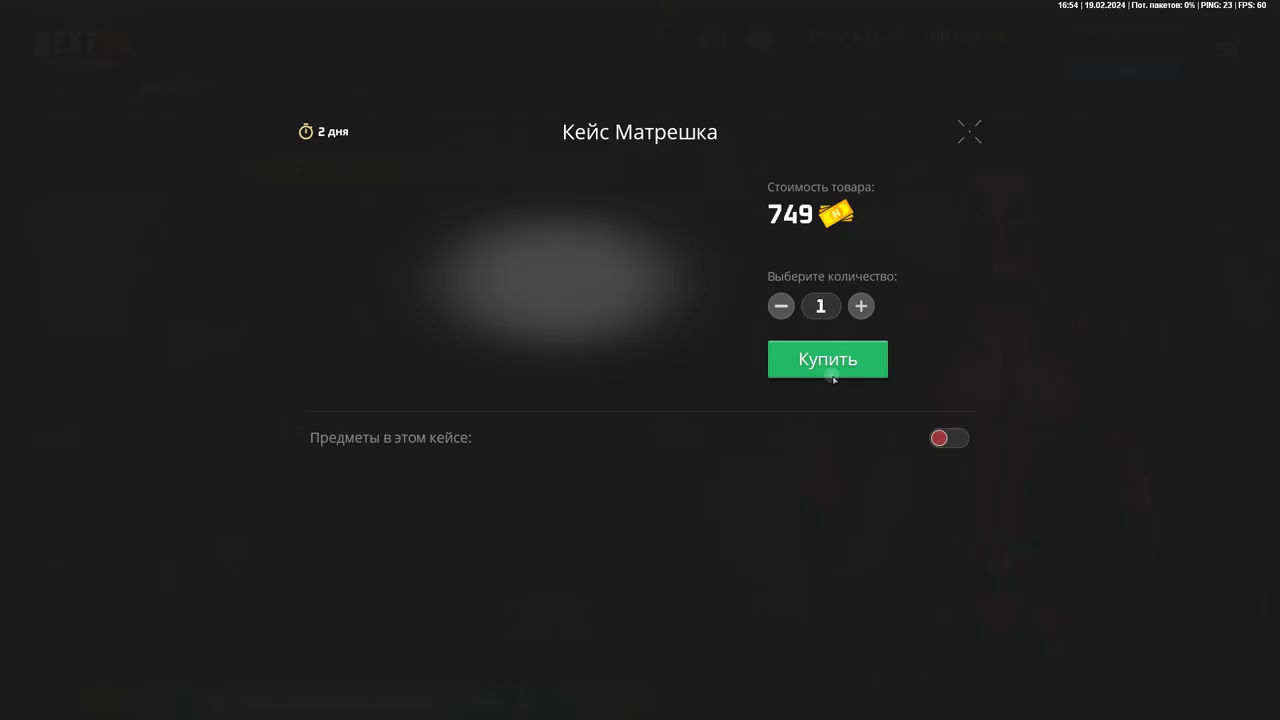 16:54 | 19.02.2024 | Пот. пакетов: 0% | PING: 23 | FPS: 60
2 дня
Кейс Матрешка
Стоимость товара:
749
Выберите количество:
1
Купить
Предметы в этом кейсе: